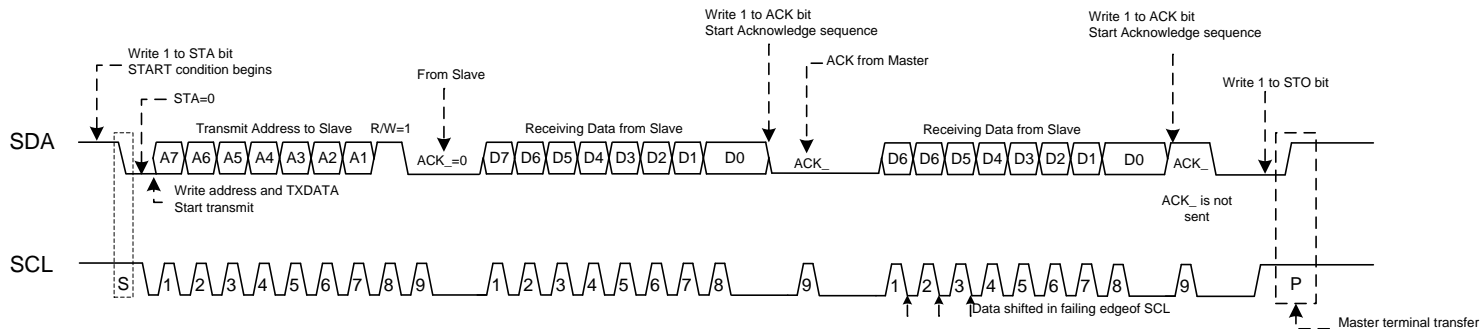 Write 1 to STA bit
START condition begins
STA=0
From Slave
Write 1 to ACK bit
Start Acknowledge sequence
ACK from Master
Write 1 to ACK bit
Start Acknowledge sequence
Write 1 to STO bit
SDA
Transmit Address to Slave
R/W=1
Receiving Data from Slave
Receiving Data from Slave
A7 A6 A5 A4 A3 A2 A1
ACK_=0
D7 D6 D5 D4 D3 D2 D1 D0
ACK_
D6 D6 D5 D4 D3 D2 D1 D0
ACK_
Write address and TXDATA
Start transmit
ACK_ is not
sent
SCL
S 1 2 3 4 5 6 7 8 9 1 2 3 4 5 6 7 8 9 1 2 3 4 5 6 7 8 9 P
Data shifted in failing edgeof SCL
Master terminal transfer